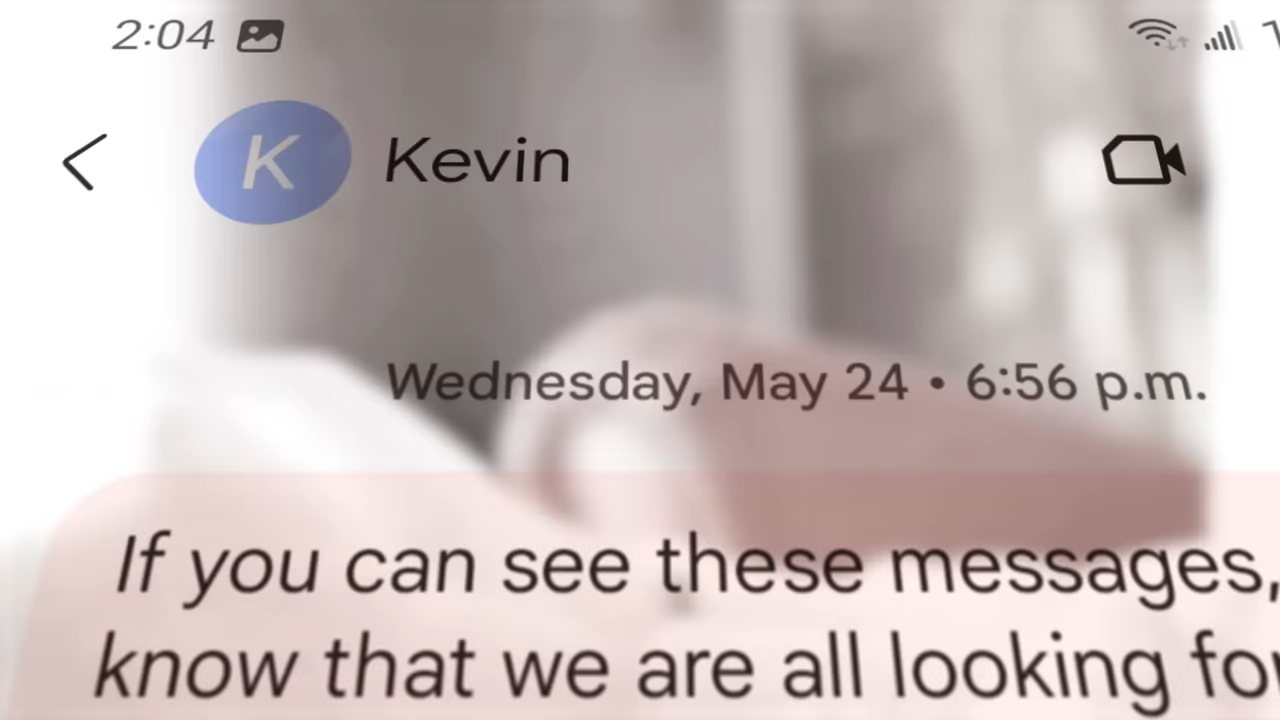 2:04
K Kevin
Wednesday, May 24 • 6:56 p.m.
If you can see these messages,
know that we are all looking